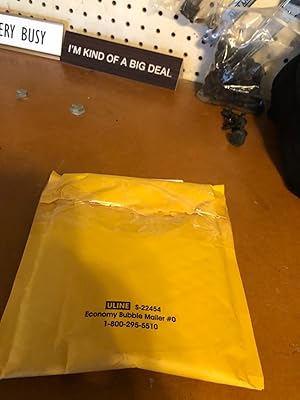 ERY BUSY
I'M KIND OF A BIG DEAL
ULINE S-22454
Economy Bubble Mailer #0
1-800-295-5510